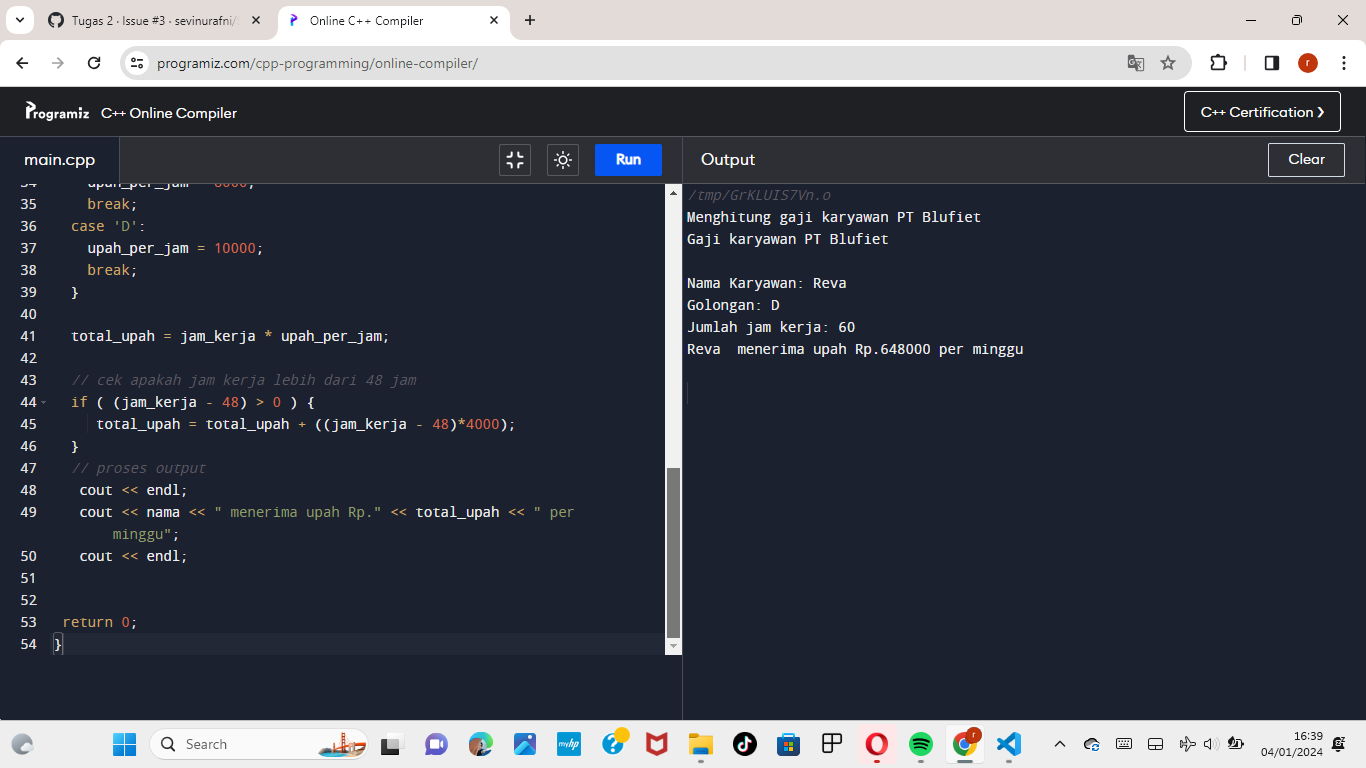 Tugas 2 · Issue #3 · sevinurafni/
Online C++ Compiler
programiz.com/cpp-programming/online-compiler/
r
Programiz C++ Online Compiler
C++ Certification ❯
main.cpp
Run
Output
Clear
34 upah_per_jam = 8000;
35 break;
36 case 'D':
37 upah_per_jam = 10000;
38 break;
39 }
40
41 total_upah = jam_kerja * upah_per_jam;
42
43 // cek apakah jam kerja lebih dari 48 jam
44 if ( (jam_kerja - 48) > 0 ) {
45 total_upah = total_upah + ((jam_kerja - 48)*4000);
46 }
47 // proses output
48 cout << endl;
49 cout << nama << " menerima upah Rp." << total_upah << " per
minggu";
50 cout << endl;
51
52
53 return 0;
54 }
/tmp/GrKLUIS7Vn.o
Menghitung gaji karyawan PT Blufiet
Gaji karyawan PT Blufiet
Nama Karyawan: Reva
Golongan: D
Jumlah jam kerja: 60
Reva  menerima upah Rp.648000 per minggu
Search
myhp
r
16:39
04/01/2024